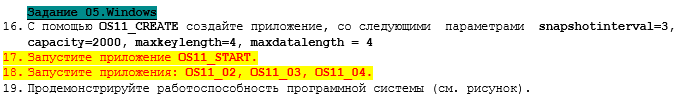 Задание 05.Windows
16. С помощью OS11_CREATE создайте приложение, со следующими параметрами snapshotinterval=3,
capacity=2000, maxkeylength=4, maxdatalength = 4
17. Запустите приложение OS11_START.
18. Запустите приложения: OS11_02, OS11_03, OS11_04.
19. Продемонстрируйте работоспособность программной системы (см. рисунок).